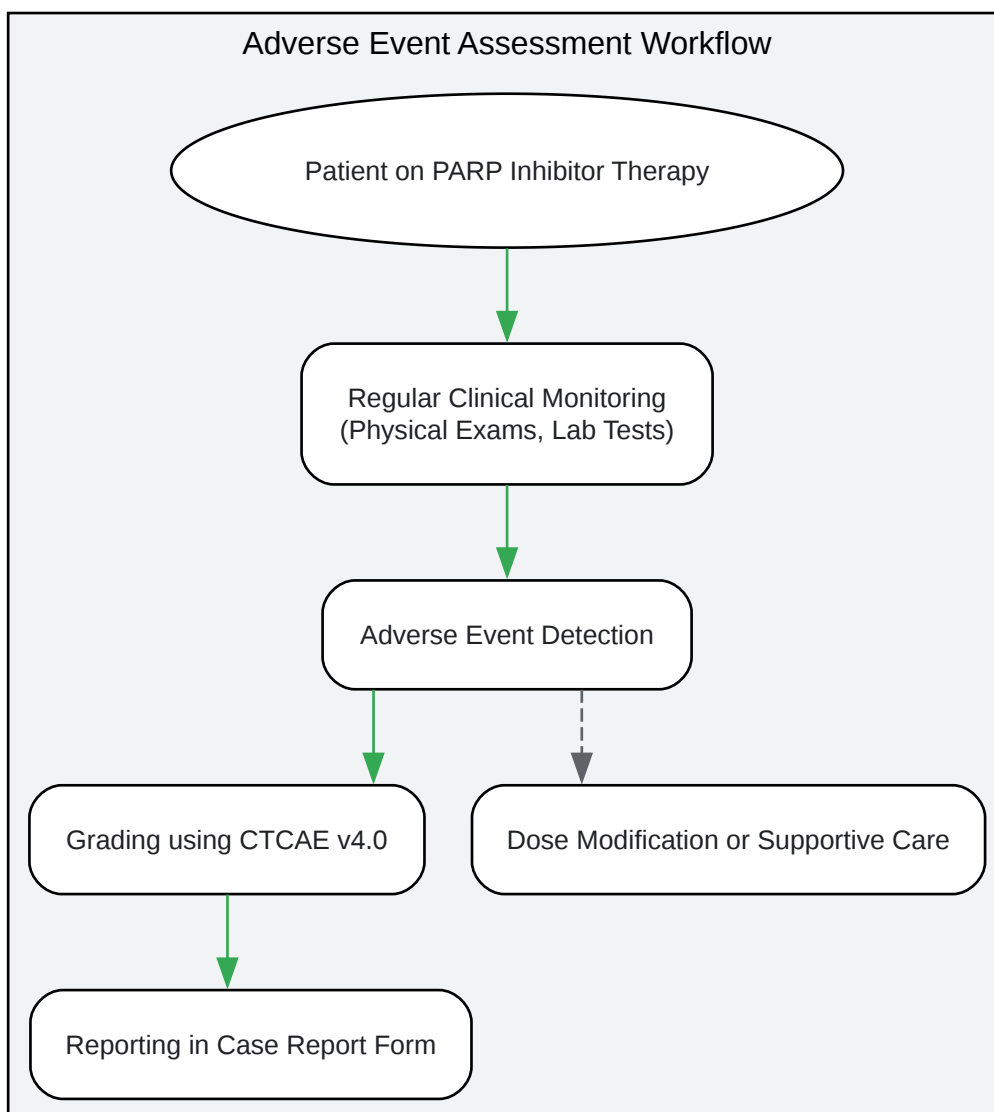 Adverse Event Assessment Workflow
Patient on PARP Inhibitor Therapy
Regular Clinical Monitoring
(Physical Exams, Lab Tests)
Adverse Event Detection
Grading using CTCAE v4.0
Dose Modification or Supportive Care
Reporting in Case Report Form